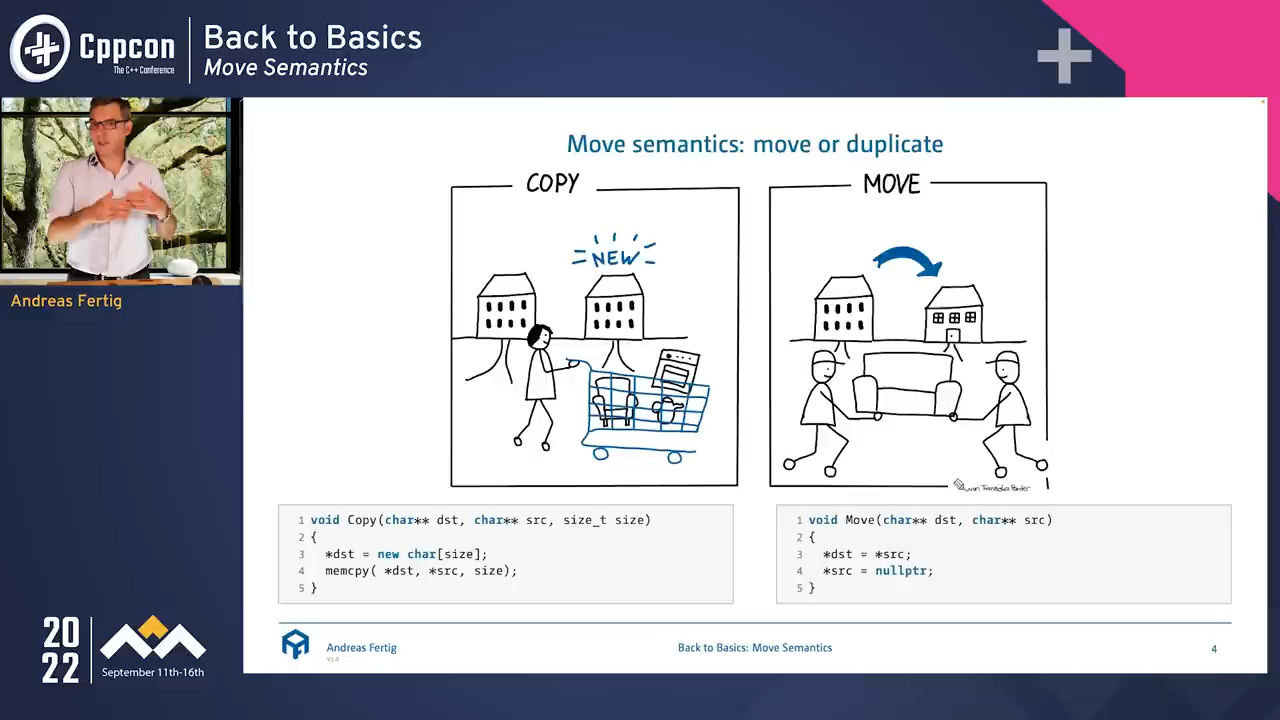 Cppcon
The C++ Conference
Back to Basics
Move Semantics
Andreas Fertig
Move semantics: move or duplicate
COPY
NEW
MOVE
1 void Copy(char** dst, char** src, size_t size)
2 {
3 *dst = new char[size];
4 memcpy( *dst, *src, size);
5 }
1 void Move(char** dst, char** src)
2 {
3 *dst = *src;
4 *src = nullptr;
5 }
Andreas Fertig
V3.0
Back to Basics: Move Semantics
4
20
22
September 11th-16th